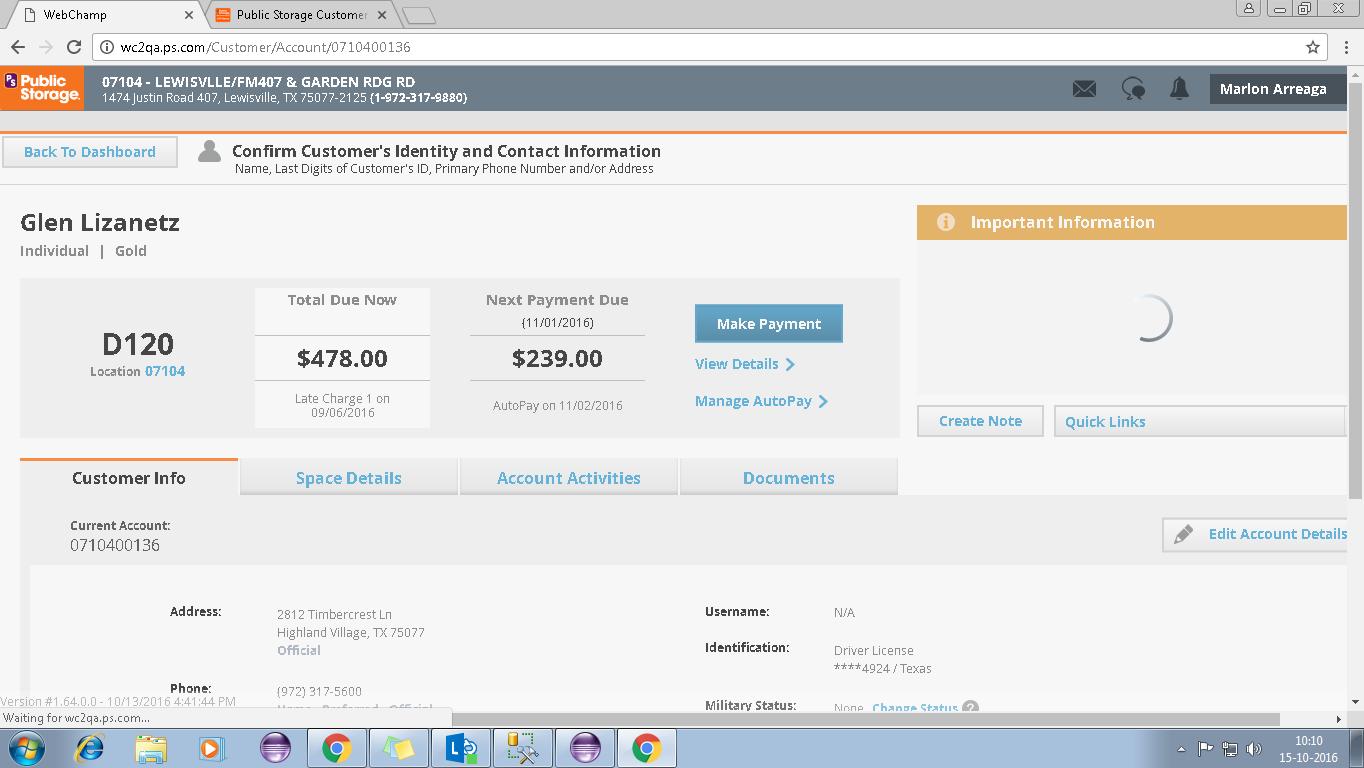 WebChamp
Public Storage Customer
wc2qa.ps.com/Customer/Account/0710400136
PS Public Storage.
07104 - LEWISVLLE/FM407 & GARDEN RDG RD
1474 Justin Road 407, Lewisville, TX 75077-2125 (1-972-317-9880)
Marlon Arreaga
Back To Dashboard
Confirm Customer's Identity and Contact Information
Name, Last Digits of Customer's ID, Primary Phone Number and/or Address
Glen Lizanetz
Individual | Gold
Important Information
D120
Location 07104
Total Due Now
$478.00
Late Charge 1 on
09/06/2016
Next Payment Due
(11/01/2016)
$239.00
AutoPay on 11/02/2016
Make Payment
View Details
Manage AutoPay
Create Note
Quick Links
Customer Info
Space Details
Account Activities
Documents
Current Account:
0710400136
Edit Account Details
Address:
2812 Timbercrest Ln
Highland Village, TX 75077
Official
Phone:
(972) 317-5600
Home - Preferred - Official
Username:
N/A
Identification:
Driver License
****4924 / Texas
Military Status:
None Change Status ?
Version #1.64.0.0 - 10/13/2016 4:41:44 PM
Waiting for wc2qa.ps.com...
10:10
15-10-2016